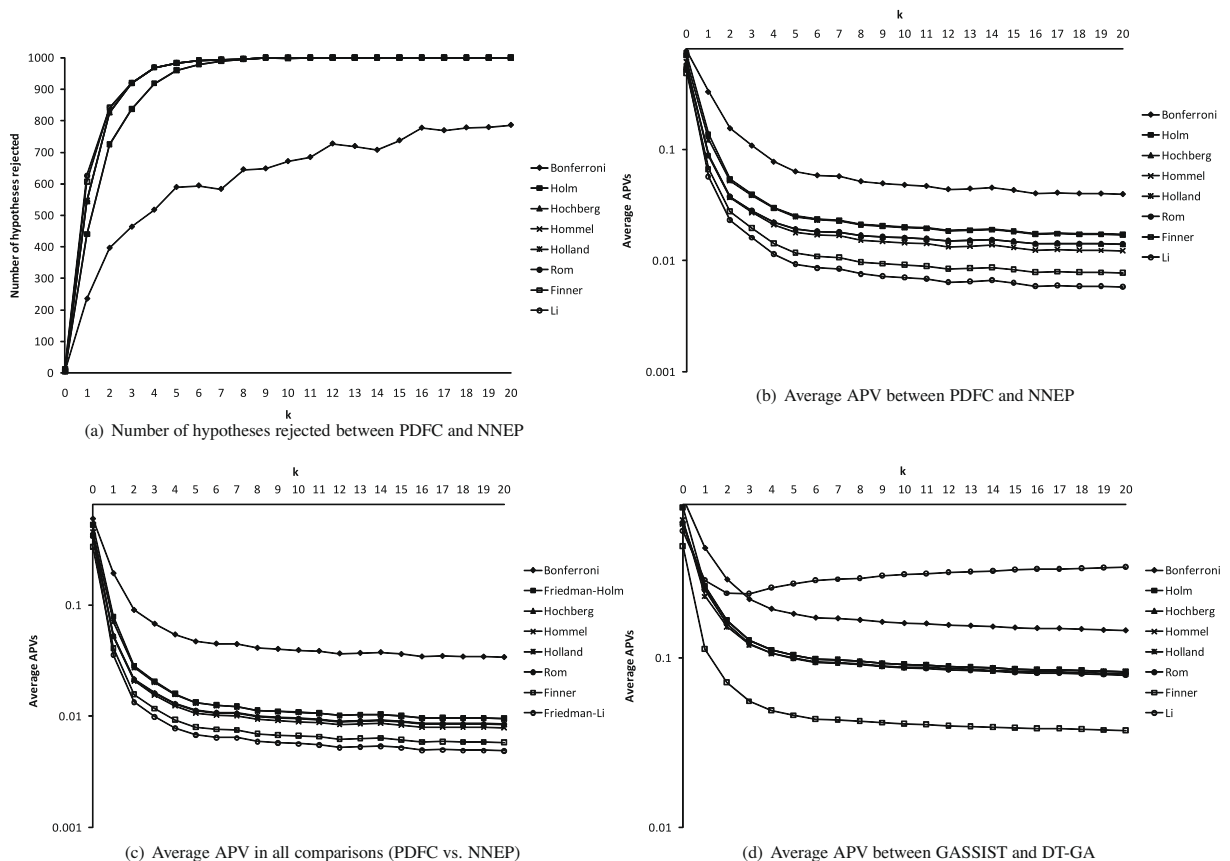 1000
900
800
700
600
500
400
300
200
100
0
Number of hypotheses rejected
0 1 2 3 4 5 6 7 8 9 10 11 12 13 14 15 16 17 18 19 20
k
Bonferroni
Holm
Hochberg
Hommel
Holland
Rom
Finner
Li
(a) Number of hypotheses rejected between PDFC and NNEP
k
0 1 2 3 4 5 6 7 8 9 10 11 12 13 14 15 16 17 18 19 20
0.1
0.01
0.001
Average APVs
Bonferroni
Holm
Hochberg
Hommel
Holland
Rom
Finner
Li
(b) Average APV between PDFC and NNEP
k
0 1 2 3 4 5 6 7 8 9 10 11 12 13 14 15 16 17 18 19 20
0.1
0.01
0.001
Average APVs
Bonferroni
Friedman-Holm
Hochberg
Hommel
Holland
Rom
Finner
Friedman-Li
(c) Average APV in all comparisons (PDFC vs. NNEP)
k
0 1 2 3 4 5 6 7 8 9 10 11 12 13 14 15 16 17 18 19 20
0.1
0.01
Average APVs
Bonferroni
Holm
Hochberg
Hommel
Holland
Rom
Finner
Li
(d) Average APV between GASSIST and DT-GA